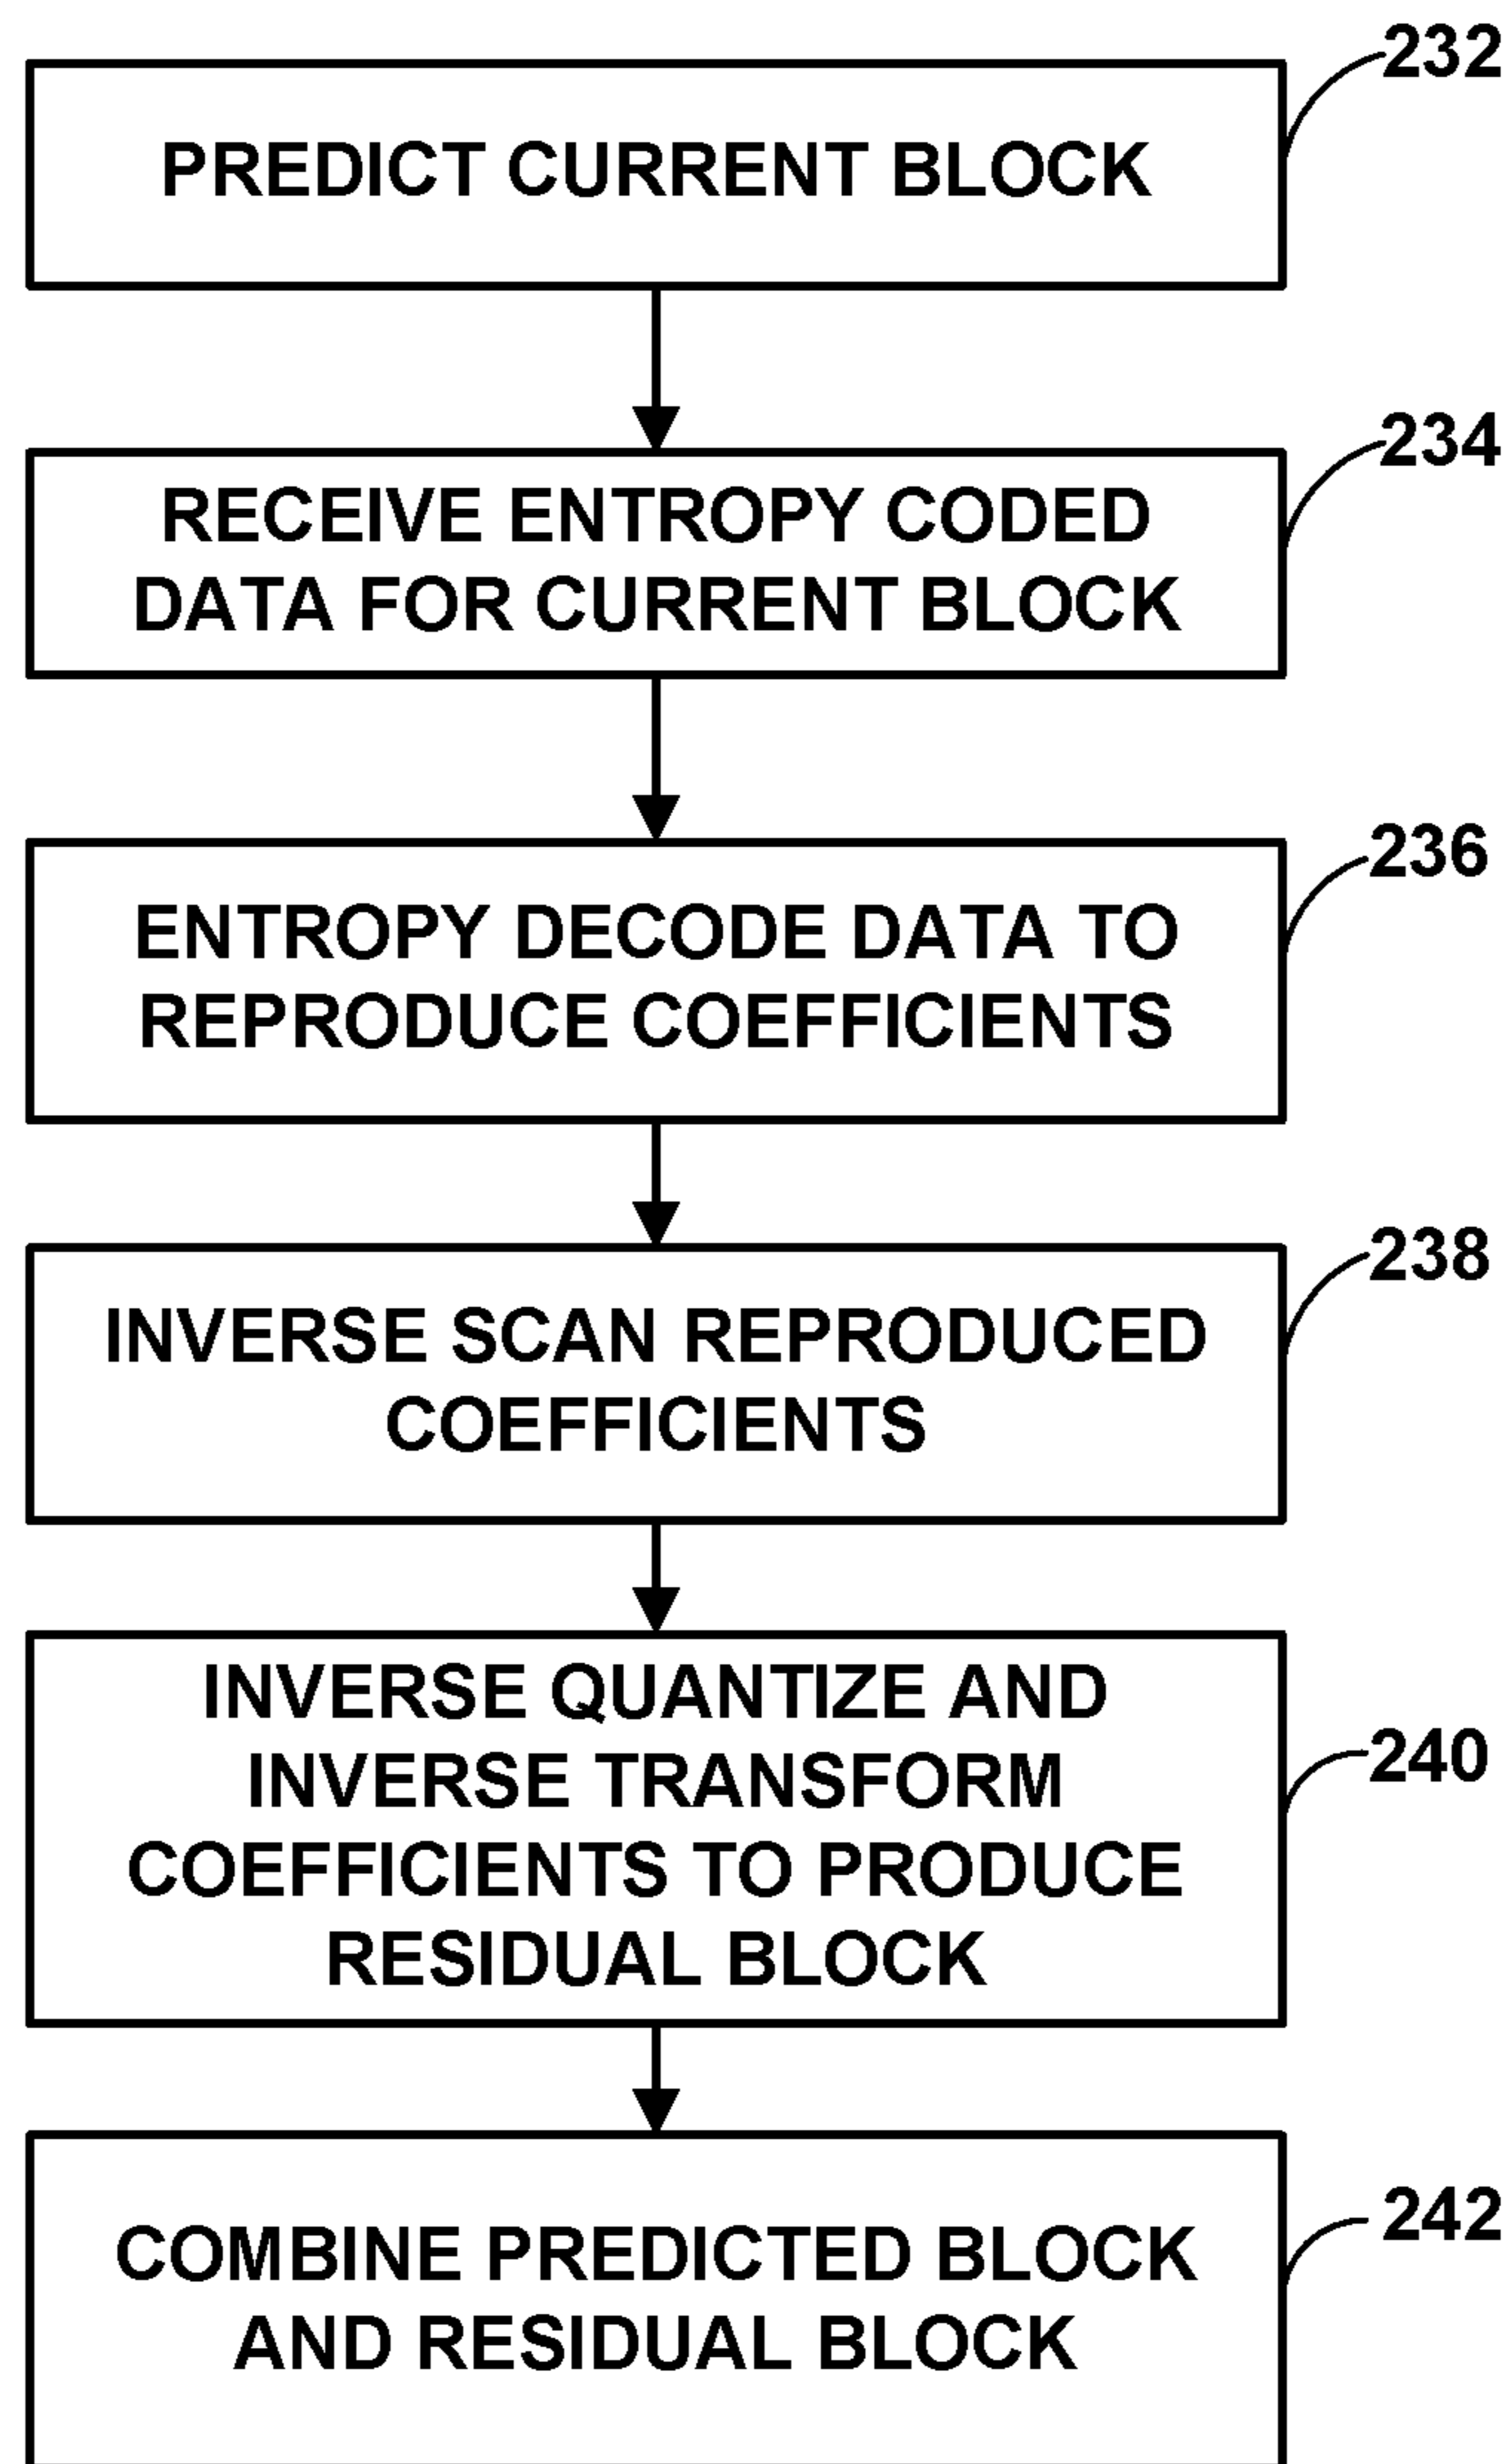 232
PREDICT CURRENT BLOCK
234
RECEIVE ENTROPY CODED
DATA FOR CURRENT BLOCK
236
ENTROPY DECODE DATA TO
REPRODUCE COEFFICIENTS
238
INVERSE SCAN REPRODUCED
COEFFICIENTS
240
INVERSE QUANTIZE AND
INVERSE TRANSFORM
COEFFICIENTS TO PRODUCE
RESIDUAL BLOCK
242
COMBINE PREDICTED BLOCK
AND RESIDUAL BLOCK